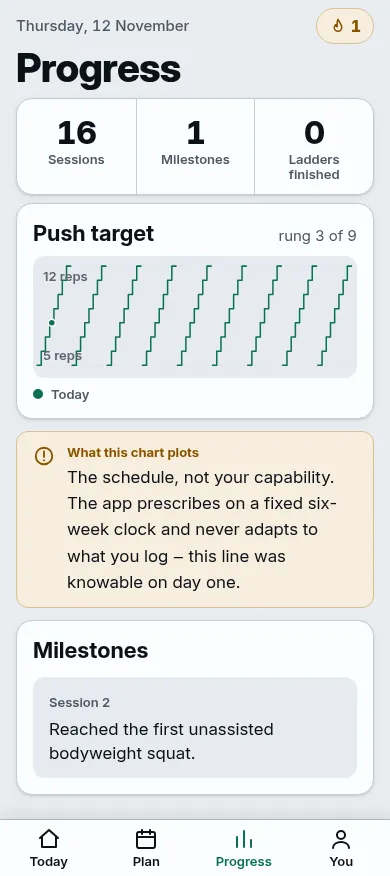 Thursday, 12 November
1
Progress
16
Sessions
1
Milestones
0
Ladders
finished
Push target
rung 3 of 9
12 reps
5 reps
Today
What this chart plots
The schedule, not your capability.
The app prescribes on a fixed six-
week clock and never adapts to
what you log – this line was
knowable on day one.
Milestones
Session 2
Reached the first unassisted
bodyweight squat.
Today
Plan
Progress
You